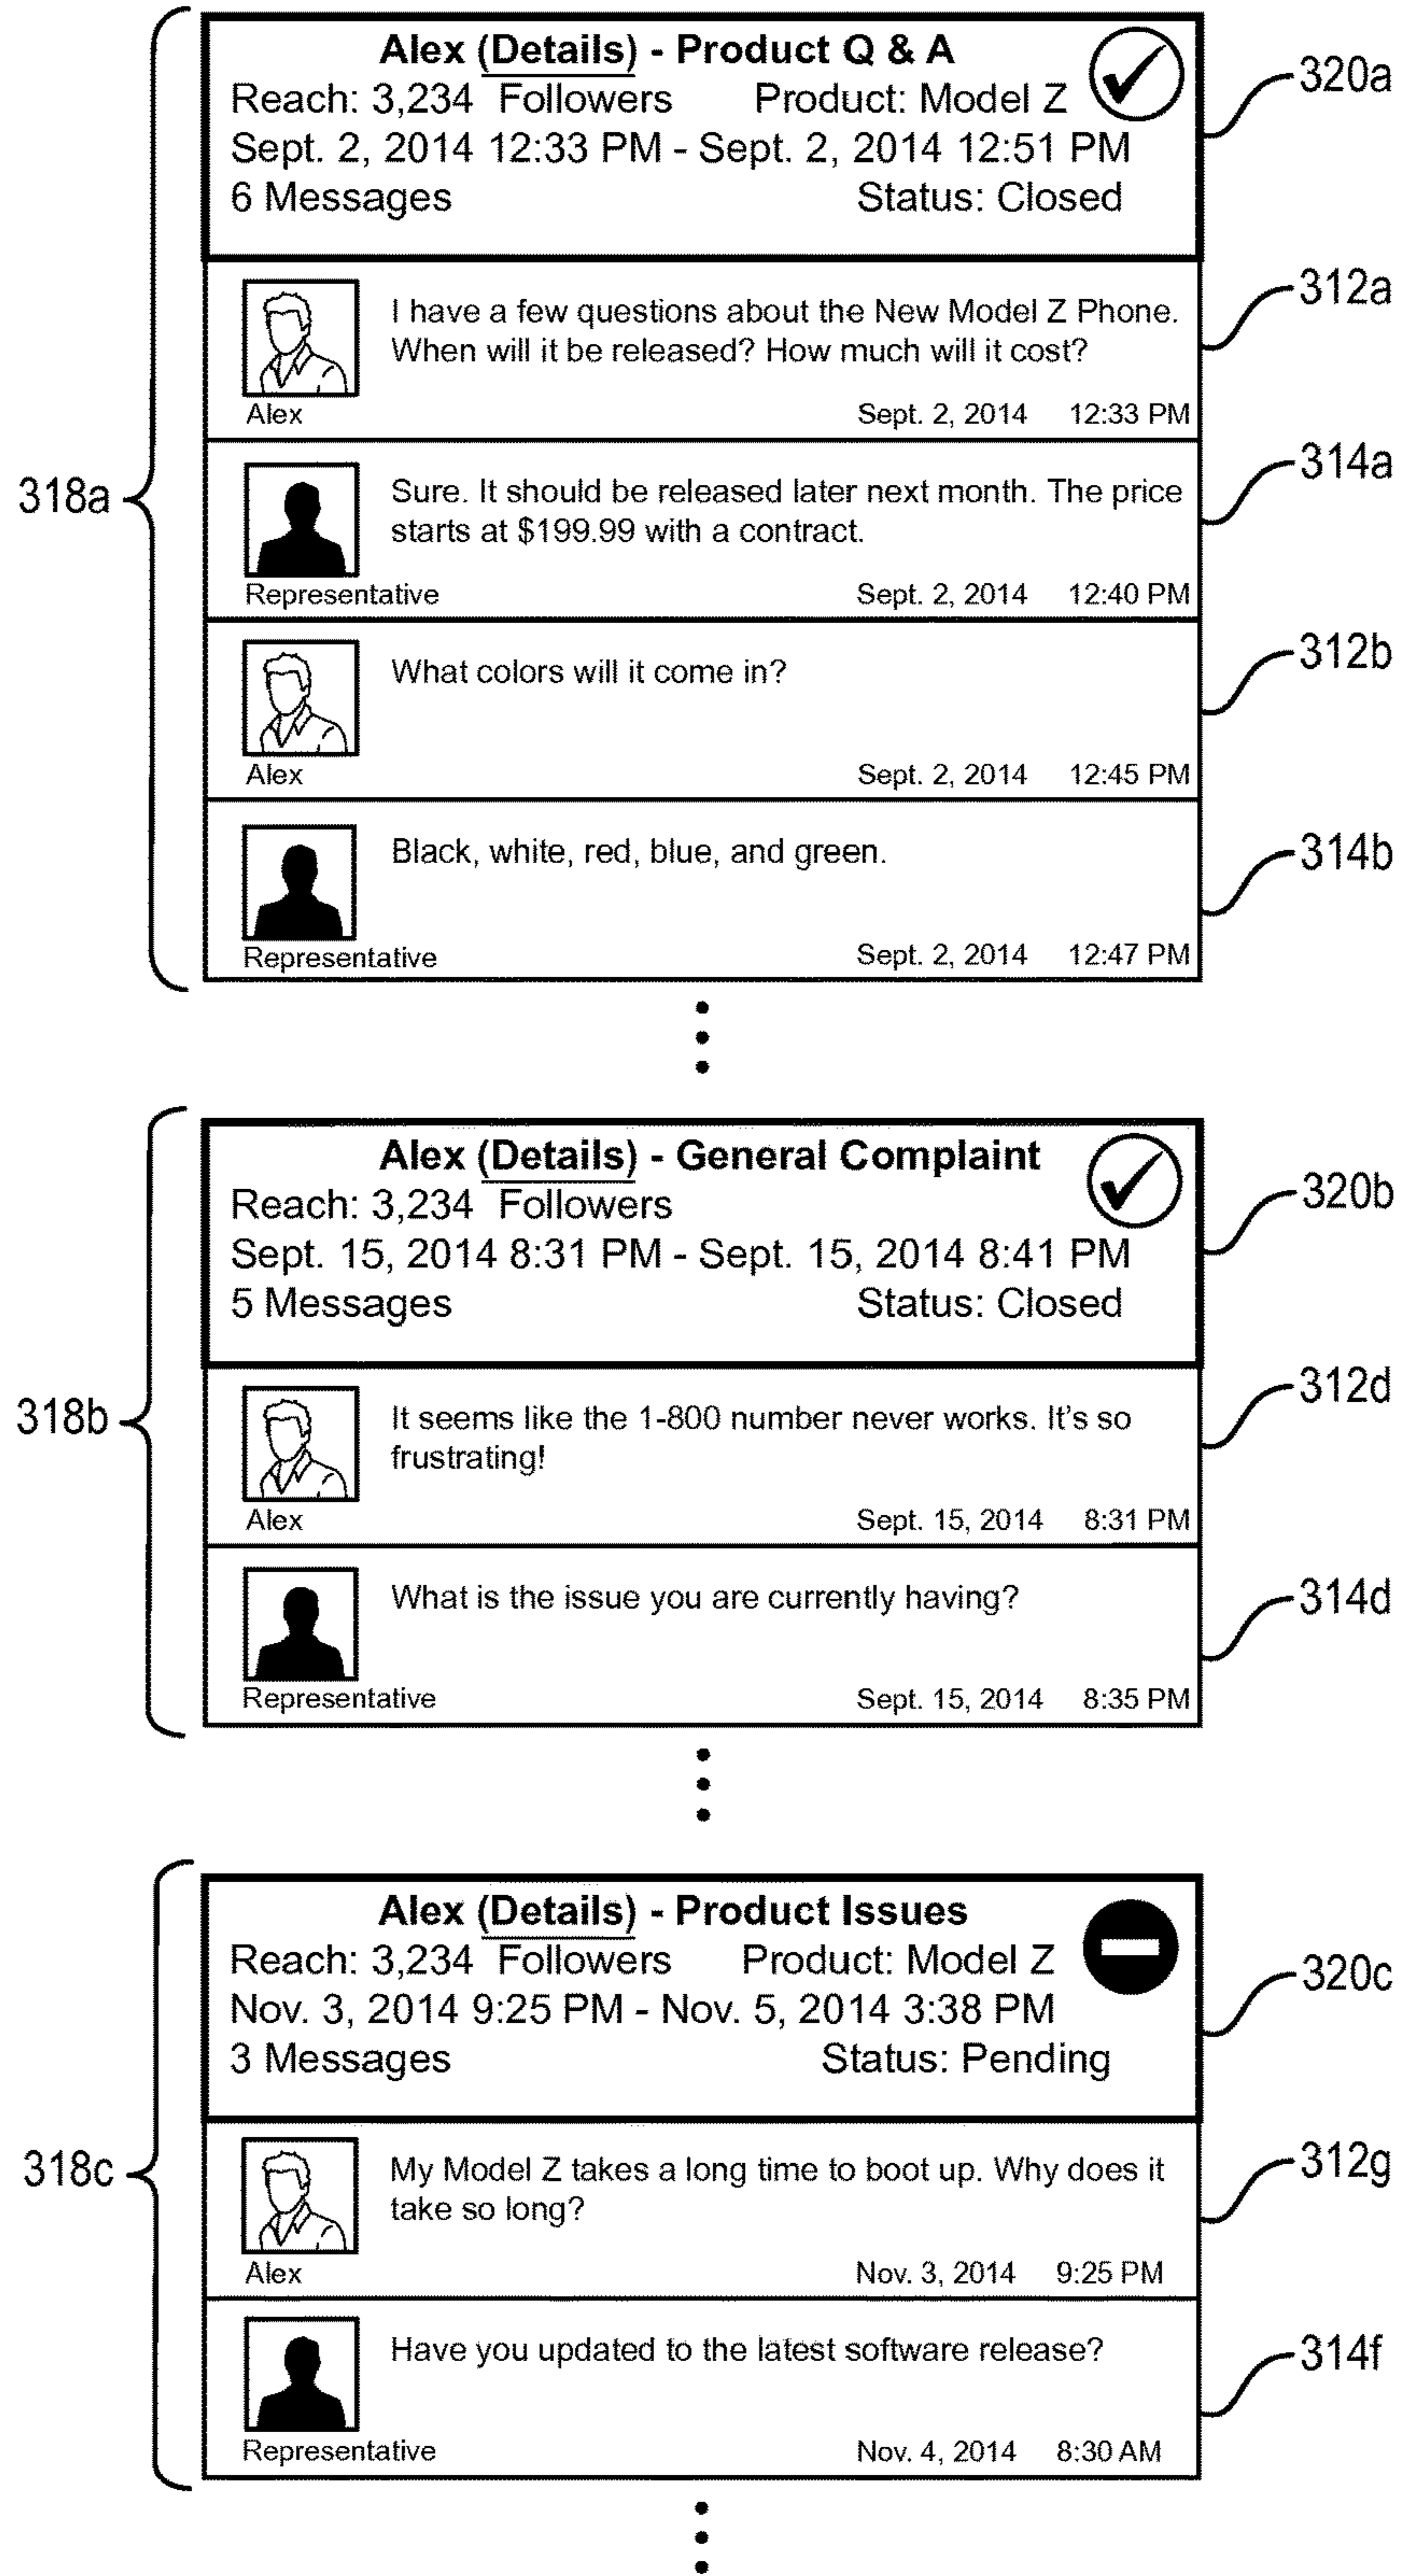 Alex (Details) - Product Q & A
Reach: 3,234 Followers Product: Model Z
Sept. 2, 2014 12:33 PM - Sept. 2, 2014 12:51 PM
6 Messages Status: Closed
320a
I have a few questions about the New Model Z Phone.
When will it be released? How much will it cost?
Alex Sept. 2, 2014 12:33 PM
312a
318a
Sure. It should be released later next month. The price
starts at $199.99 with a contract.
Representative Sept. 2, 2014 12:40 PM
314a
What colors will it come in?
Alex Sept. 2, 2014 12:45 PM
312b
Black, white, red, blue, and green.
Representative Sept. 2, 2014 12:47 PM
314b
Alex (Details) - General Complaint
Reach: 3,234 Followers
Sept. 15, 2014 8:31 PM - Sept. 15, 2014 8:41 PM
5 Messages Status: Closed
320b
318b
It seems like the 1-800 number never works. It's so
frustrating!
Alex Sept. 15, 2014 8:31 PM
312d
What is the issue you are currently having?
Representative Sept. 15, 2014 8:35 PM
314d
Alex (Details) - Product Issues
Reach: 3,234 Followers Product: Model Z
Nov. 3, 2014 9:25 PM - Nov. 5, 2014 3:38 PM
3 Messages Status: Pending
320c
318c
My Model Z takes a long time to boot up. Why does it
take so long?
Alex Nov. 3, 2014 9:25 PM
312g
Have you updated to the latest software release?
Representative Nov. 4, 2014 8:30 AM
314f